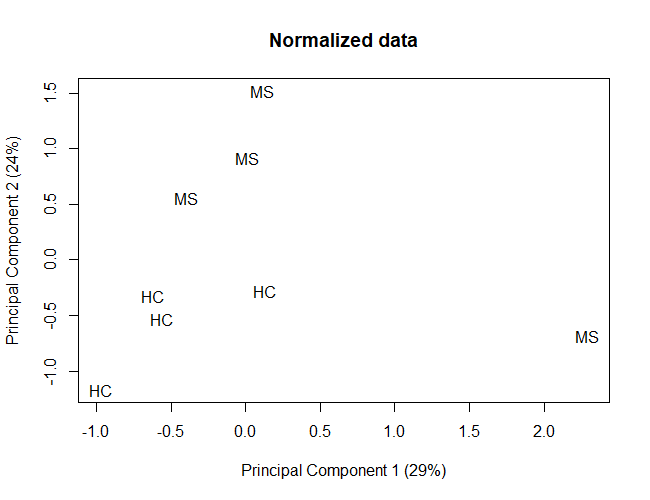 Normalized data
Principal Component 2 (24%)
1.5
1.0
0.5
0.0
-0.5
-1.0
MS
MS
MS
HC
HC
HC
MS
HC
-1.0 -0.5 0.0 0.5 1.0 1.5 2.0
Principal Component 1 (29%)